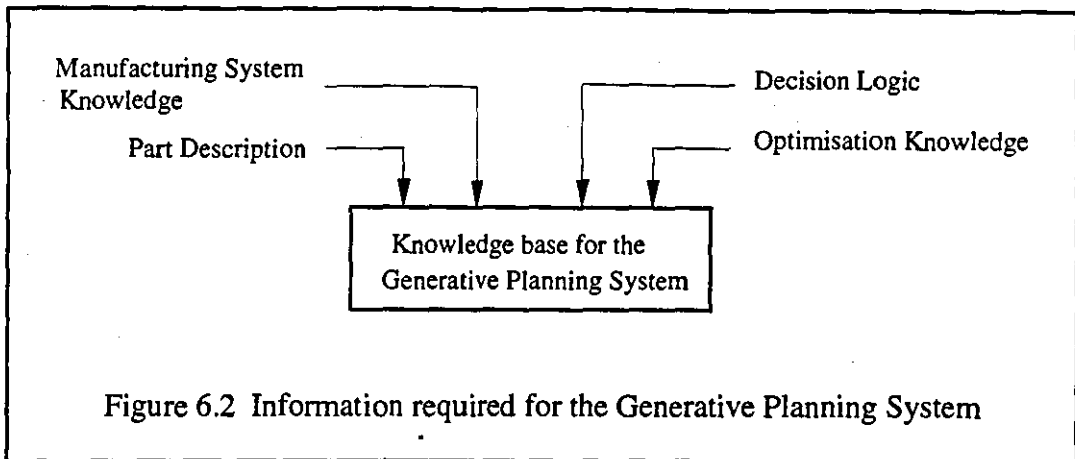 Manufacturing System
Knowledge
Part Description
Decision Logic
Optimisation Knowledge
Knowledge base for the
Generative Planning System
Figure 6.2 Information required for the Generative Planning System